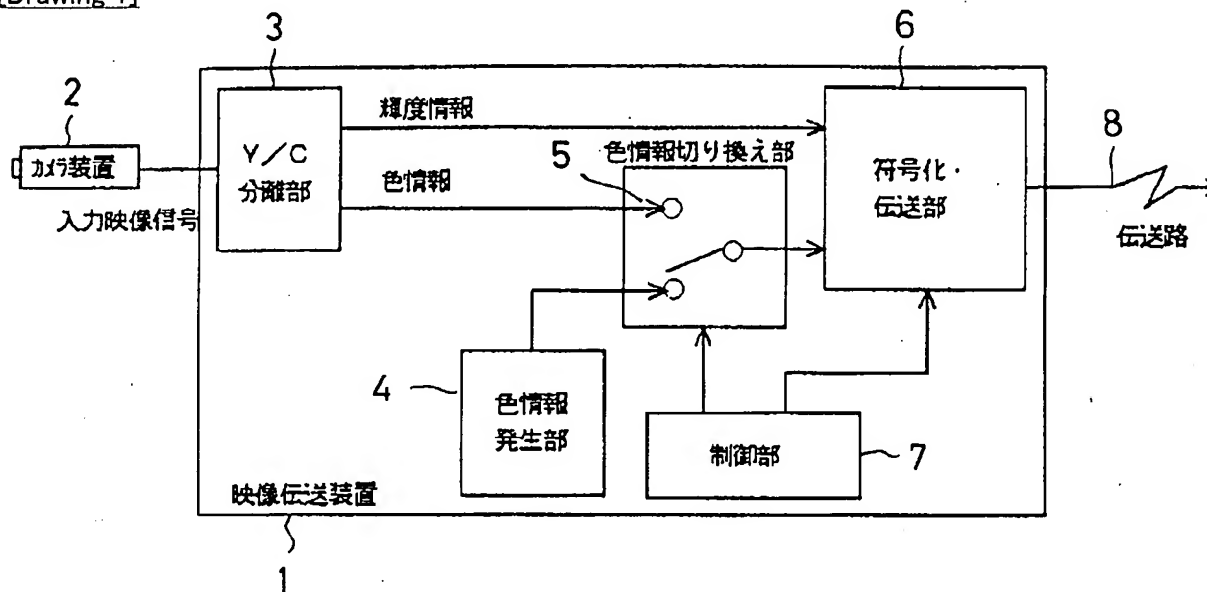 [Drawing 1]
3
6
2
8
輝度情報
Y/C
分離部
カメラ装置
5
色情報切り換え部
符号化・
伝送部
色情報
入力映像信号
伝送路
4
色情報
発生部
制御部
7
映像伝送装置
1